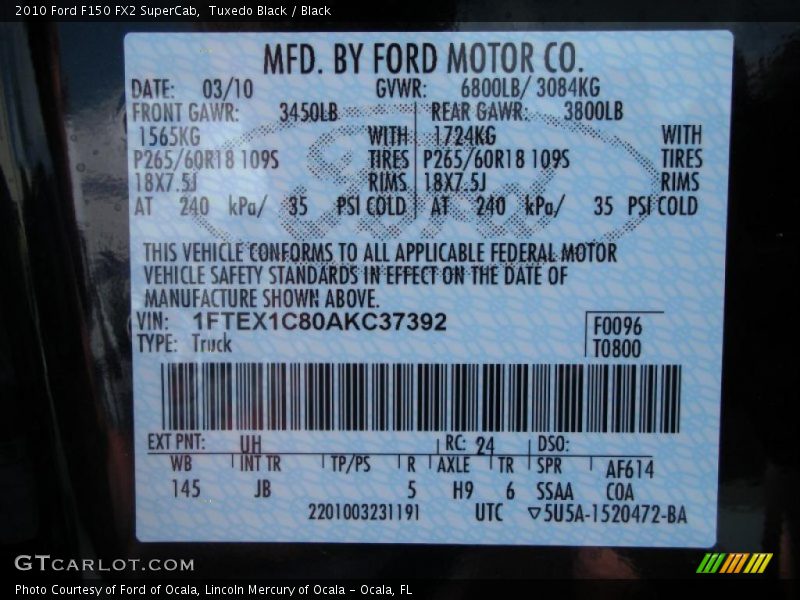 2010 Ford F150 FX2 SuperCab,  Tuxedo Black / Black
MFD. BY FORD MOTOR CO.
DATE: 03/10 GVWR: 6800LB/ 3084KG
FRONT GAWR: 3450LB REAR GAWR: 3800LB
1565KG WITH 1724KG WITH
P265/60R18 109S TIRES P265/60R18 109S TIRES
18X7.5J RIMS 18X7.5J RIMS
AT 240 kPa/ 35 PSI COLD AT 240 kPa/ 35 PSI COLD
Ford
THIS VEHICLE CONFORMS TO ALL APPLICABLE FEDERAL MOTOR
VEHICLE SAFETY STANDARDS IN EFFECT ON THE DATE OF
MANUFACTURE SHOWN ABOVE.
VIN: 1FTEX1C80AKC37392 F0096
TYPE: Truck T0800
EXT PNT: UH RC: 24 DSO:
WB INT TR TP/PS R AXLE TR SPR AF614
145 JB 5 H9 6 SSAA COA
2201003231191 UTC ▽5U5A-1520472-BA
GTCARLOT.COM
Photo Courtesy of Ford of Ocala, Lincoln Mercury of Ocala – Ocala, FL